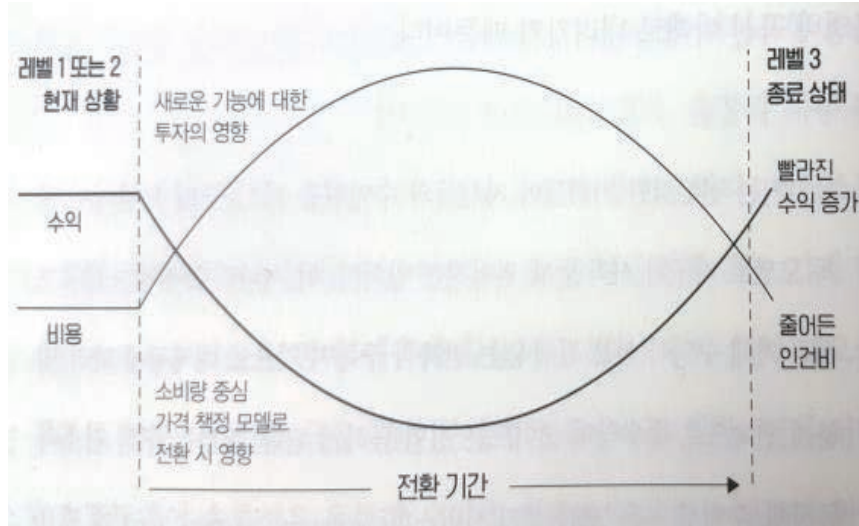 레벨 1 또는 2
현재 상황
새로운 기능에 대한
투자의 영향
레벨 3
종료 상태
수익
빨라진
수익 증가
비용
줄어든
인건비
소비량 중심
가격 책정 모델로
전환 시 영향
전환 기간